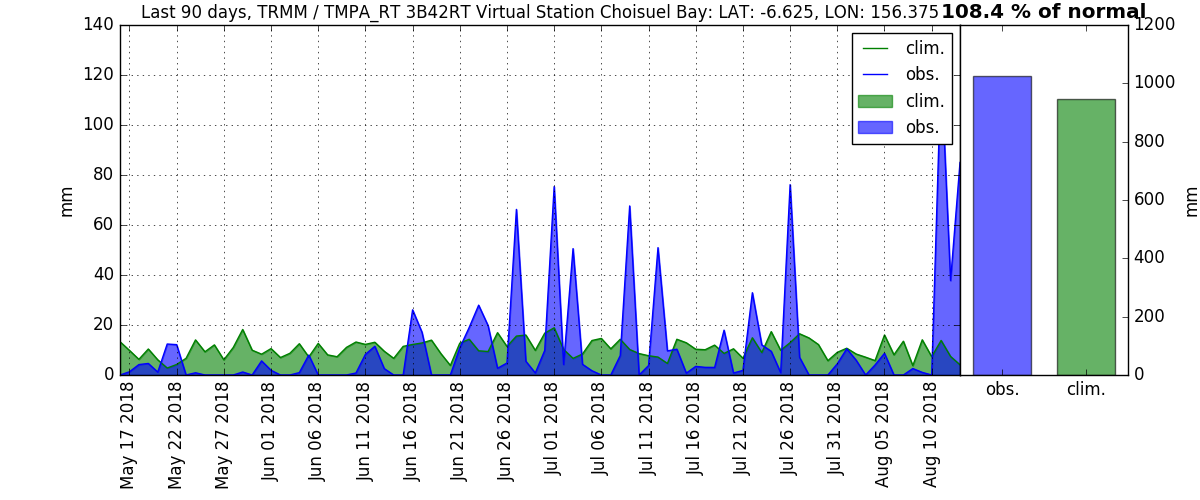 Last 90 days, TRMM / TMPA_RT 3B42RT Virtual Station Choisuel Bay: LAT: -6.625, LON: 156.375
108.4 % of normal
140
120
100
80
60
40
20
0
mm
clim.
obs.
clim.
obs.
1200
1000
800
600
400
200
0
mm
May 17 2018
May 22 2018
May 27 2018
Jun 01 2018
Jun 06 2018
Jun 11 2018
Jun 16 2018
Jun 21 2018
Jun 26 2018
Jul 01 2018
Jul 06 2018
Jul 11 2018
Jul 16 2018
Jul 21 2018
Jul 26 2018
Jul 31 2018
Aug 05 2018
Aug 10 2018
obs.
clim.